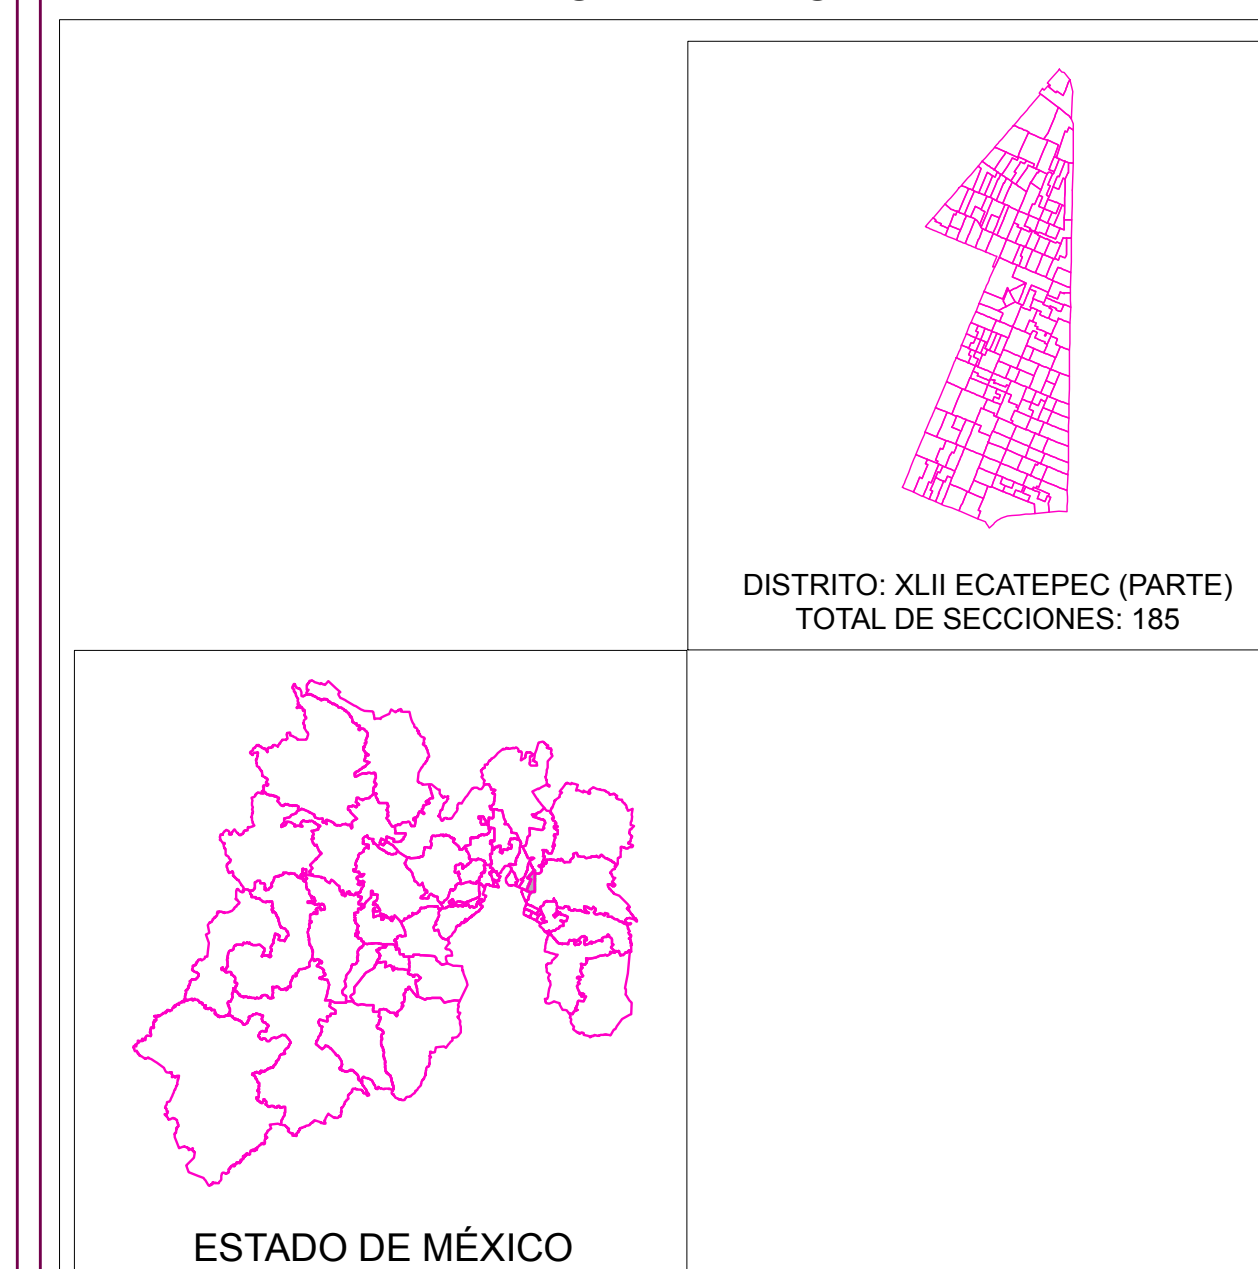 DISTRITO: XLII ECATEPEC (PARTE)
TOTAL DE SECCIONES: 185
ESTADO DE MÉXICO